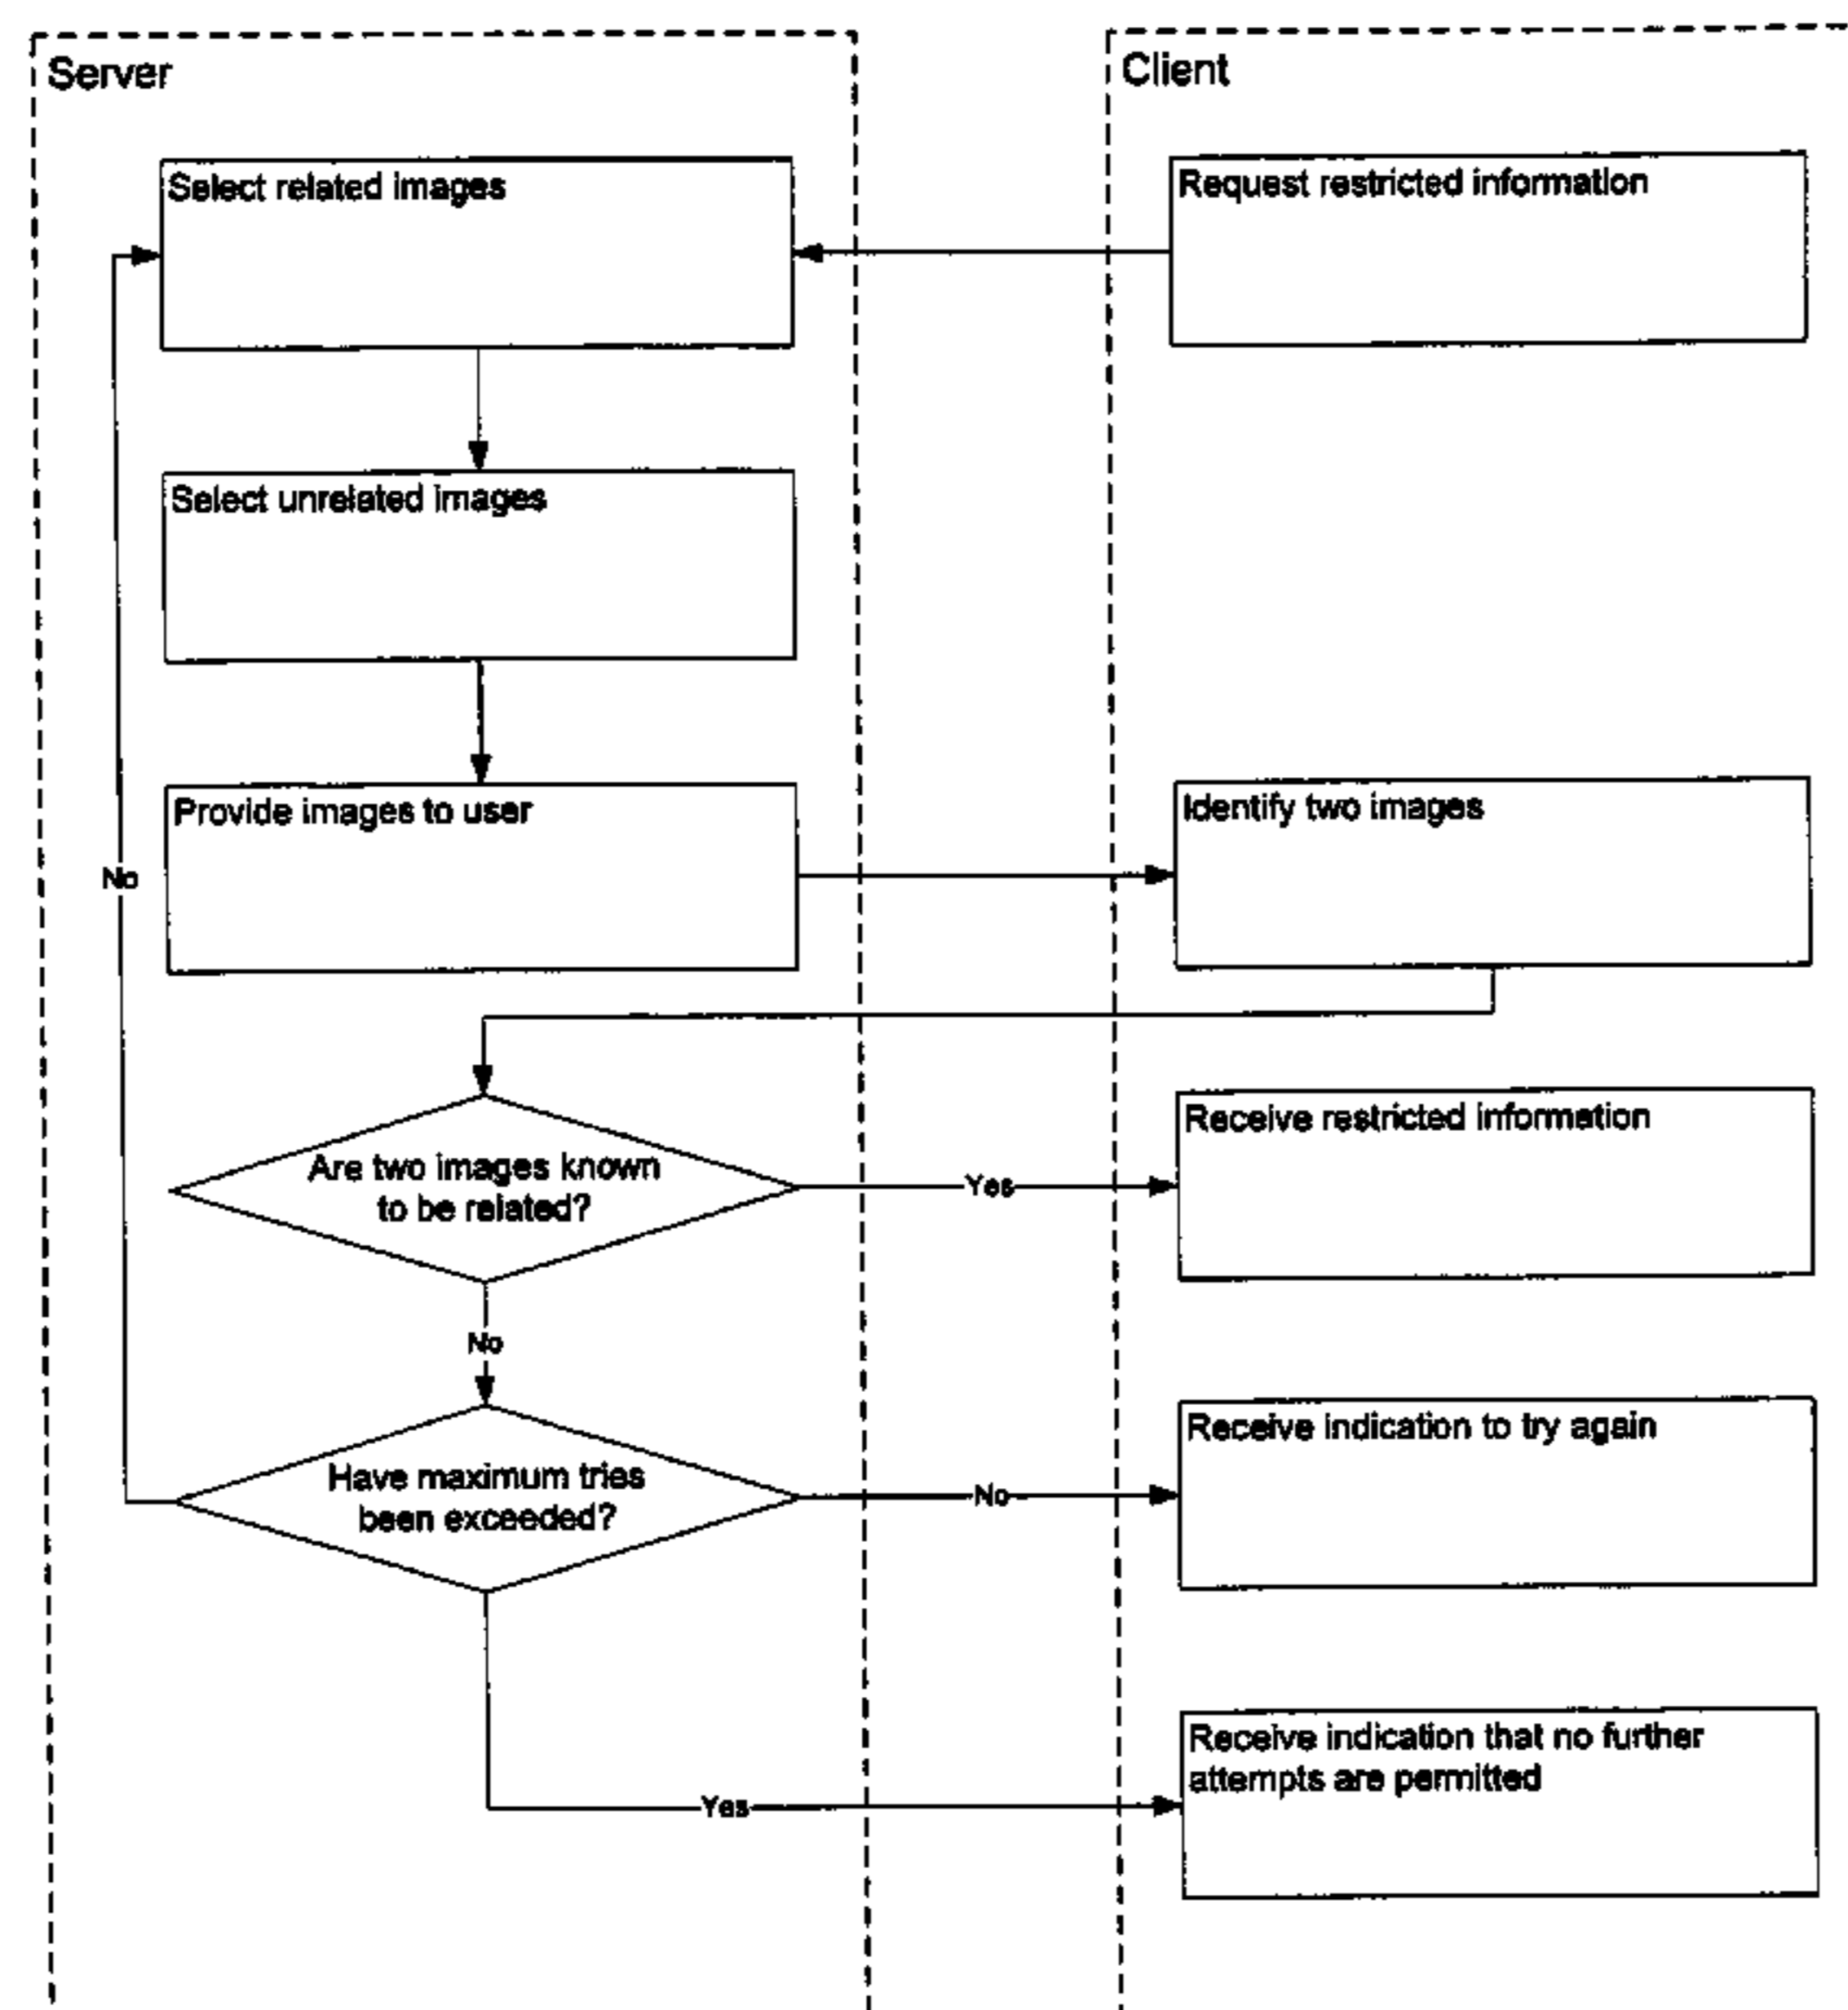 Server
Client
Select related images
Request restricted information
Select unrelated images
Provide images to user
Identify two images
No
Are two images known
to be related?
Yes
Receive restricted information
No
Have maximum tries
been exceeded?
No
Receive indication to try again
Yes
Receive indication that no further
attempts are permitted